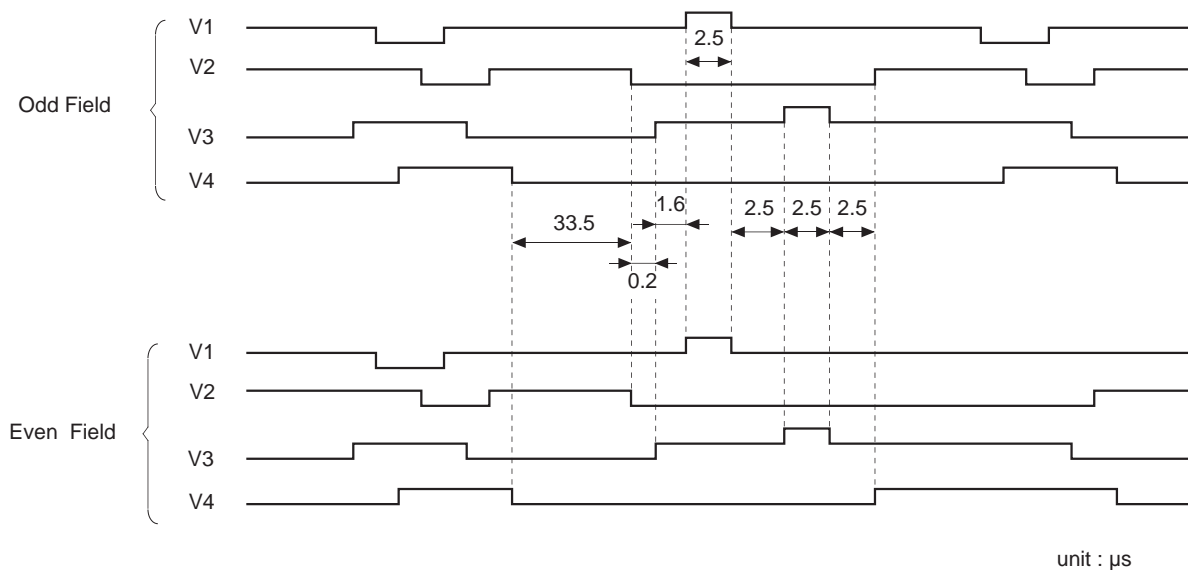 V1
2.5
V2
Odd Field
V3
V4
1.6
2.5 2.5 2.5
33.5
0.2
V1
V2
Even Field
V3
V4
unit : µs